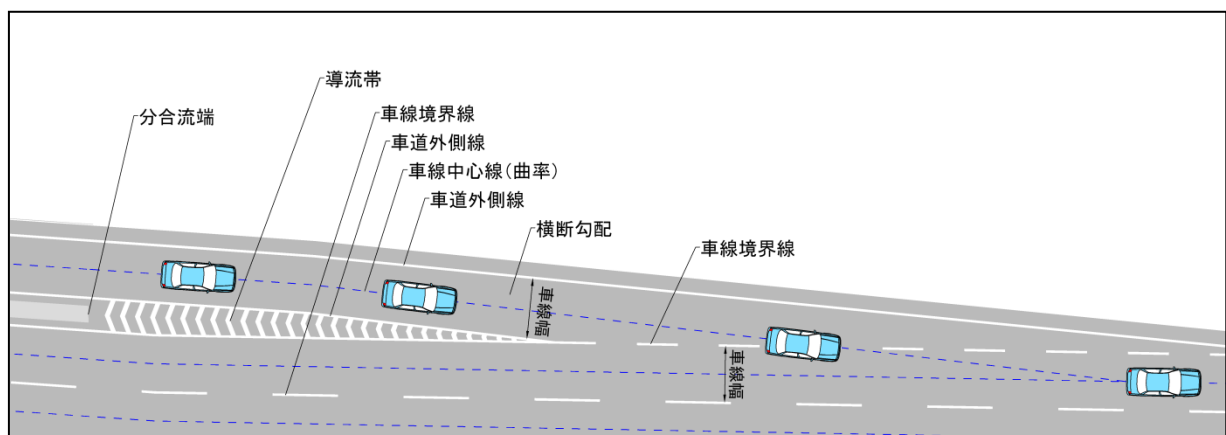 導流帯
車線境界線
分合流端
車道外側線
車線中心線(曲率)
車道外側線
横断勾配
車線境界線
車線幅
車線幅